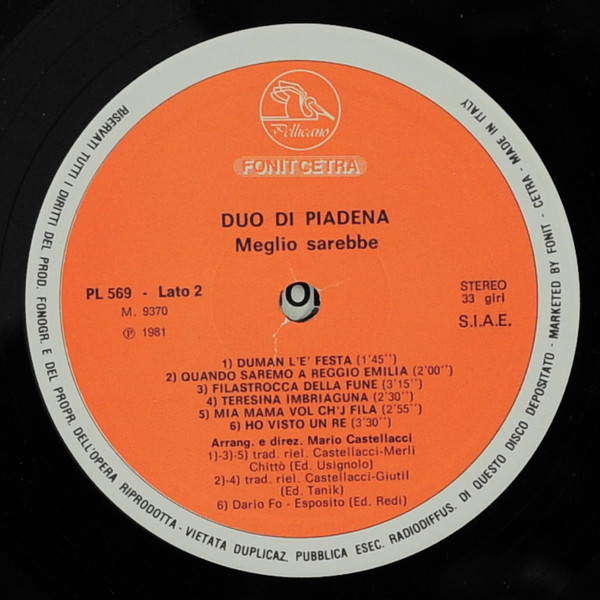 Pellicano
FONIT CETRA
DUO DI PIADENA
Meglio sarebbe
PL 569 - Lato 2
M. 9370
℗ 1981
STEREO
33 giri
S.I.A.E.
1) DUMAN L'E' FESTA (1'45'')
2) QUANDO SAREMO A REGGIO EMILIA (2'00'')
3) FILASTROCCA DELLA FUNE (3'15'')
4) TERESINA IMBRIAGUNA (2'30'')
5) MIA MAMA VOL CH'J FILA (2'55'')
6) HO VISTO UN RE (3'30'')
Arrang. e direz. Mario Castellacci
1)-3)-5) trad. riel. Castellacci-Merli
Chittò (Ed. Usignolo)
2)-4) trad. riel. Castellacci-Giutil
(Ed. Tanik)
6) Dario Fo - Esposito (Ed. Redi)
RISERVATI TUTTI I DIRITTI DEL PROD. FONOGR. E DEL PROPR. DELL'OPERA RIPRODOTTA - VIETATA DUPLICAZ. PUBBLICA ESEC. RADIODIFFUS. DI QUESTO DISCO DEPOSITATO - MARKETED BY FONIT - CETRA - MADE IN ITALY